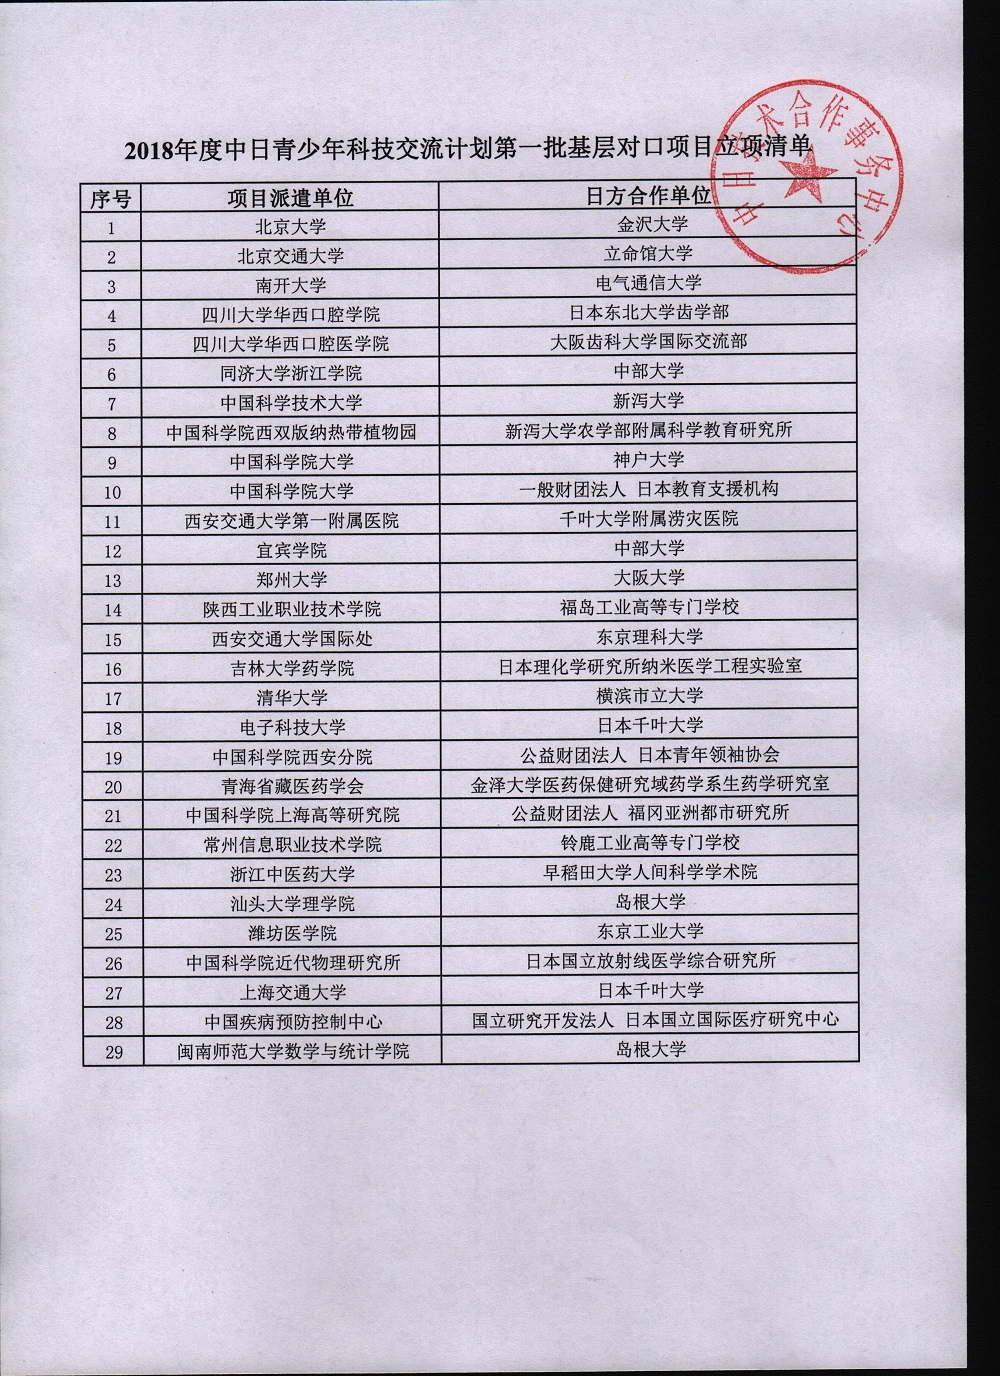 2018年度中日青少年科技交流计划第一批基层对口项目立项清单
中日技术合作事务中心
序号 项目派遣单位 日方合作单位
1 北京大学 金沢大学
2 北京交通大学 立命馆大学
3 南开大学 电气通信大学
4 四川大学华西口腔学院 日本东北大学齿学部
5 四川大学华西口腔医学院 大阪齿科大学国际交流部
6 同济大学浙江学院 中部大学
7 中国科学技术大学 新泻大学
8 中国科学院西双版纳热带植物园 新泻大学农学部附属科学教育研究所
9 中国科学院大学 神户大学
10 中国科学院大学 一般财团法人 日本教育支援机构
11 西安交通大学第一附属医院 千叶大学附属涝灾医院
12 宜宾学院 中部大学
13 郑州大学 大阪大学
14 陕西工业职业技术学院 福岛工业高等专门学校
15 西安交通大学国际处 东京理科大学
16 吉林大学药学院 日本理化学研究所纳米医学工程实验室
17 清华大学 横滨市立大学
18 电子科技大学 日本千叶大学
19 中国科学院西安分院 公益财团法人 日本青年领袖协会
20 青海省藏医药学会 金泽大学医药保健研究域药学系生药学研究室
21 中国科学院上海高等研究院 公益财团法人 福冈亚洲都市研究所
22 常州信息职业技术学院 铃鹿工业高等专门学校
23 浙江中医药大学 早稻田大学人间科学学术院
24 汕头大学理学院 岛根大学
25 潍坊医学院 东京工业大学
26 中国科学院近代物理研究所 日本国立放射线医学综合研究所
27 上海交通大学 日本千叶大学
28 中国疾病预防控制中心 国立研究开发法人 日本国立国际医疗研究中心
29 闽南师范大学数学与统计学院 岛根大学